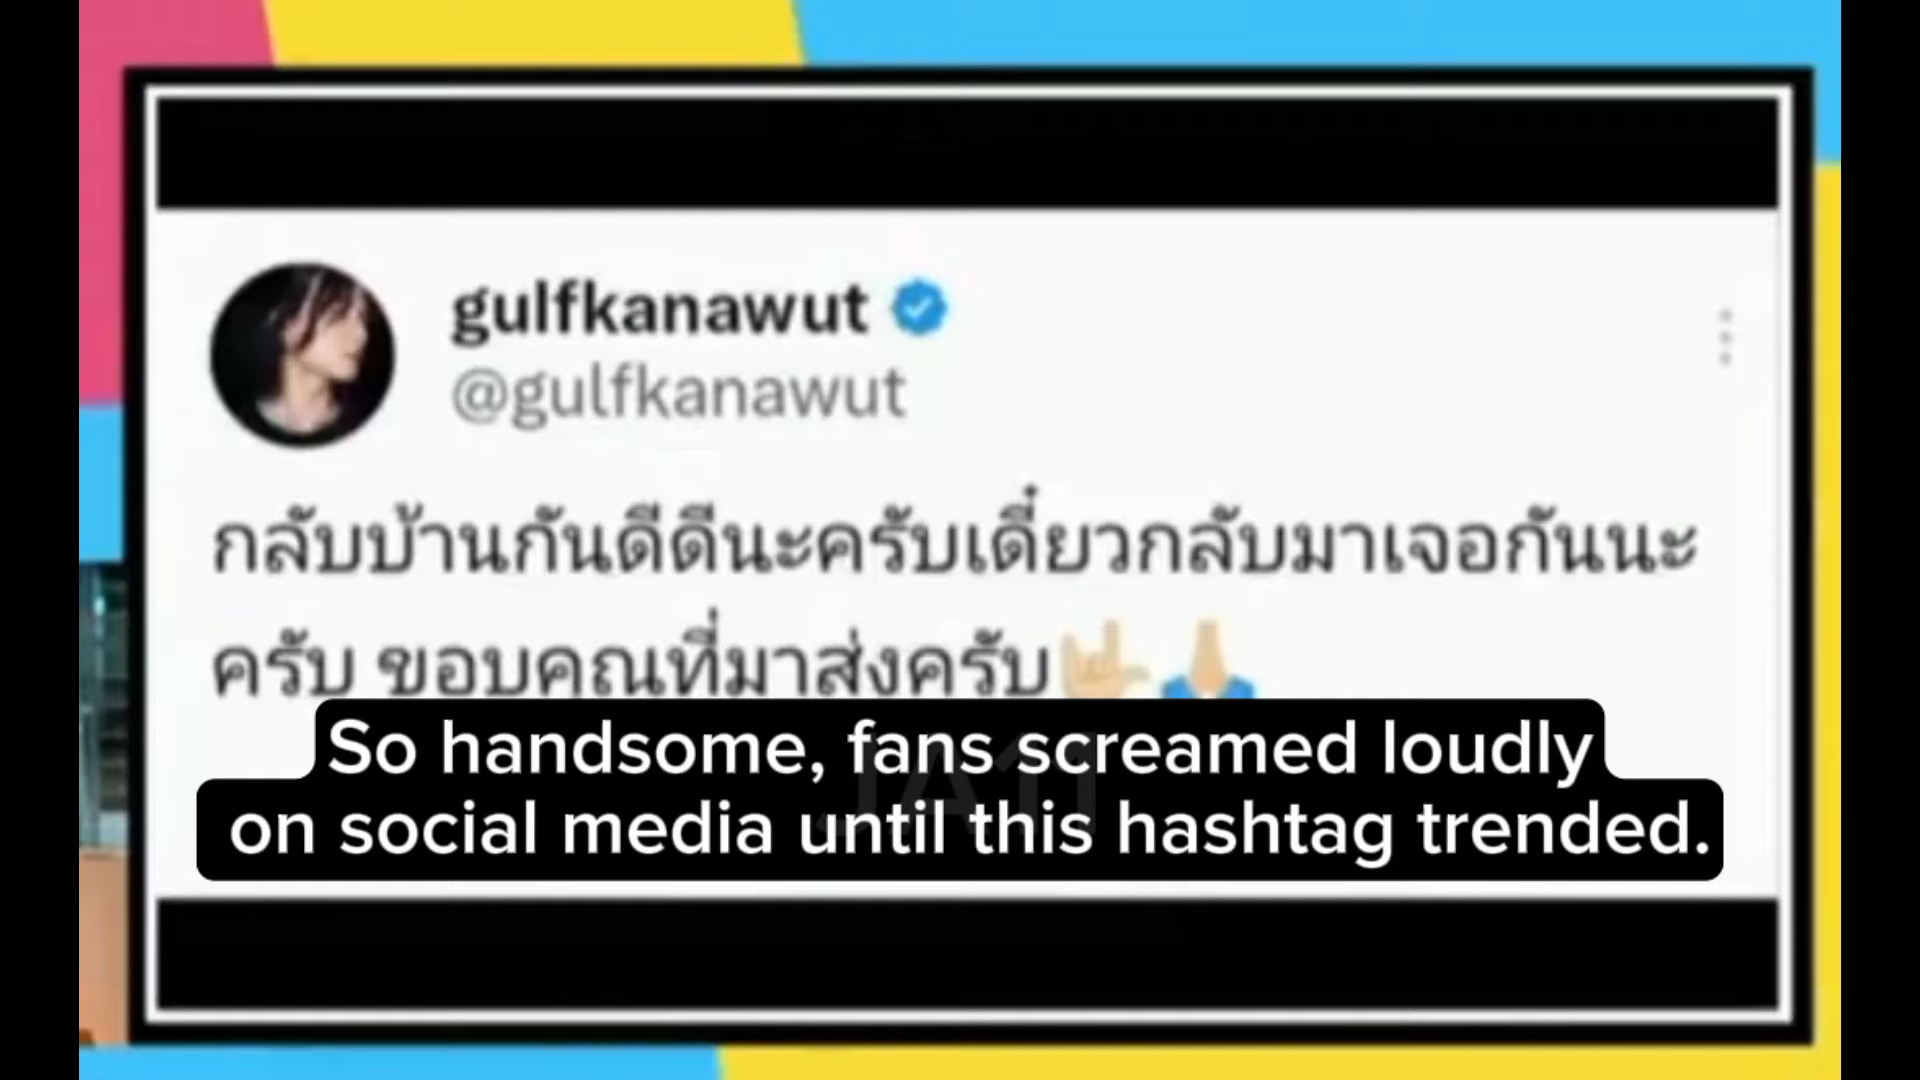 gulfkanawut
@gulfkanawut
กลับบ้านกันดีดีนะครับเดี๋ยวกลับมาเจอกันนะ
ครับ ขอบคุณที่มาส่งครับ🤟🏼🙏🏼
So handsome, fans screamed loudly
on social media until this hashtag trended.